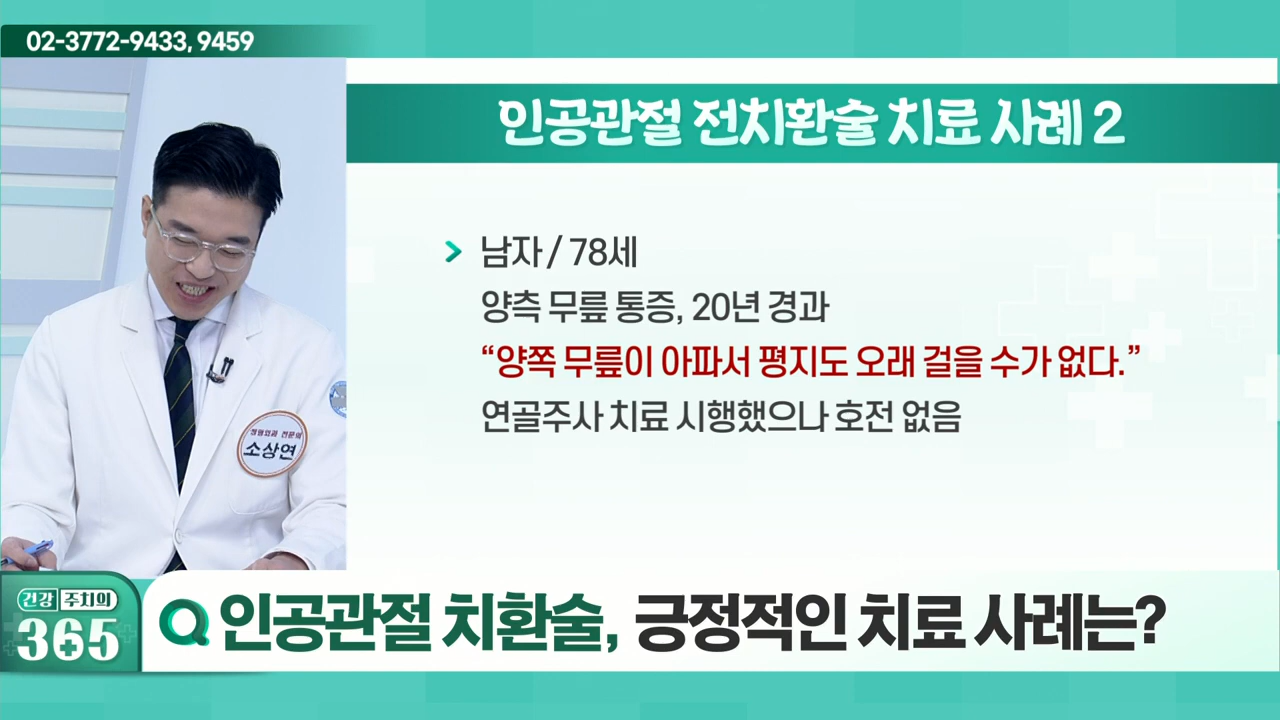 02-3772-9433, 9459
인공관절 전치환술 치료 사례 2
남자 / 78세
양측 무릎 통증, 20년 경과
“양쪽 무릎이 아파서 평지도 오래 걸을 수가 없다.”
연골주사 치료 시행했으나 호전 없음
정형외과 전문의
소상연
건강 주치의
365
Q 인공관절 치환술, 긍정적인 치료 사례는?